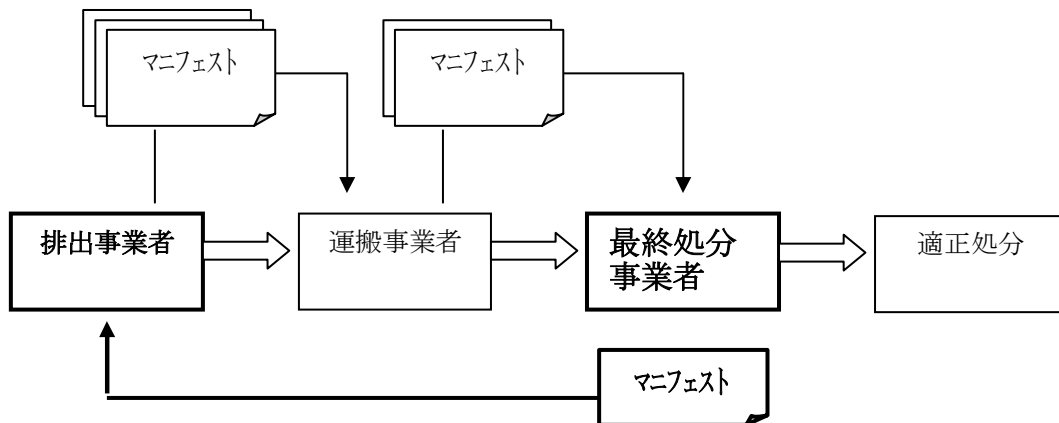 マニフェスト
マニフェスト
排出事業者
運搬事業者
最終処分
事業者
適正処分
マニフェスト